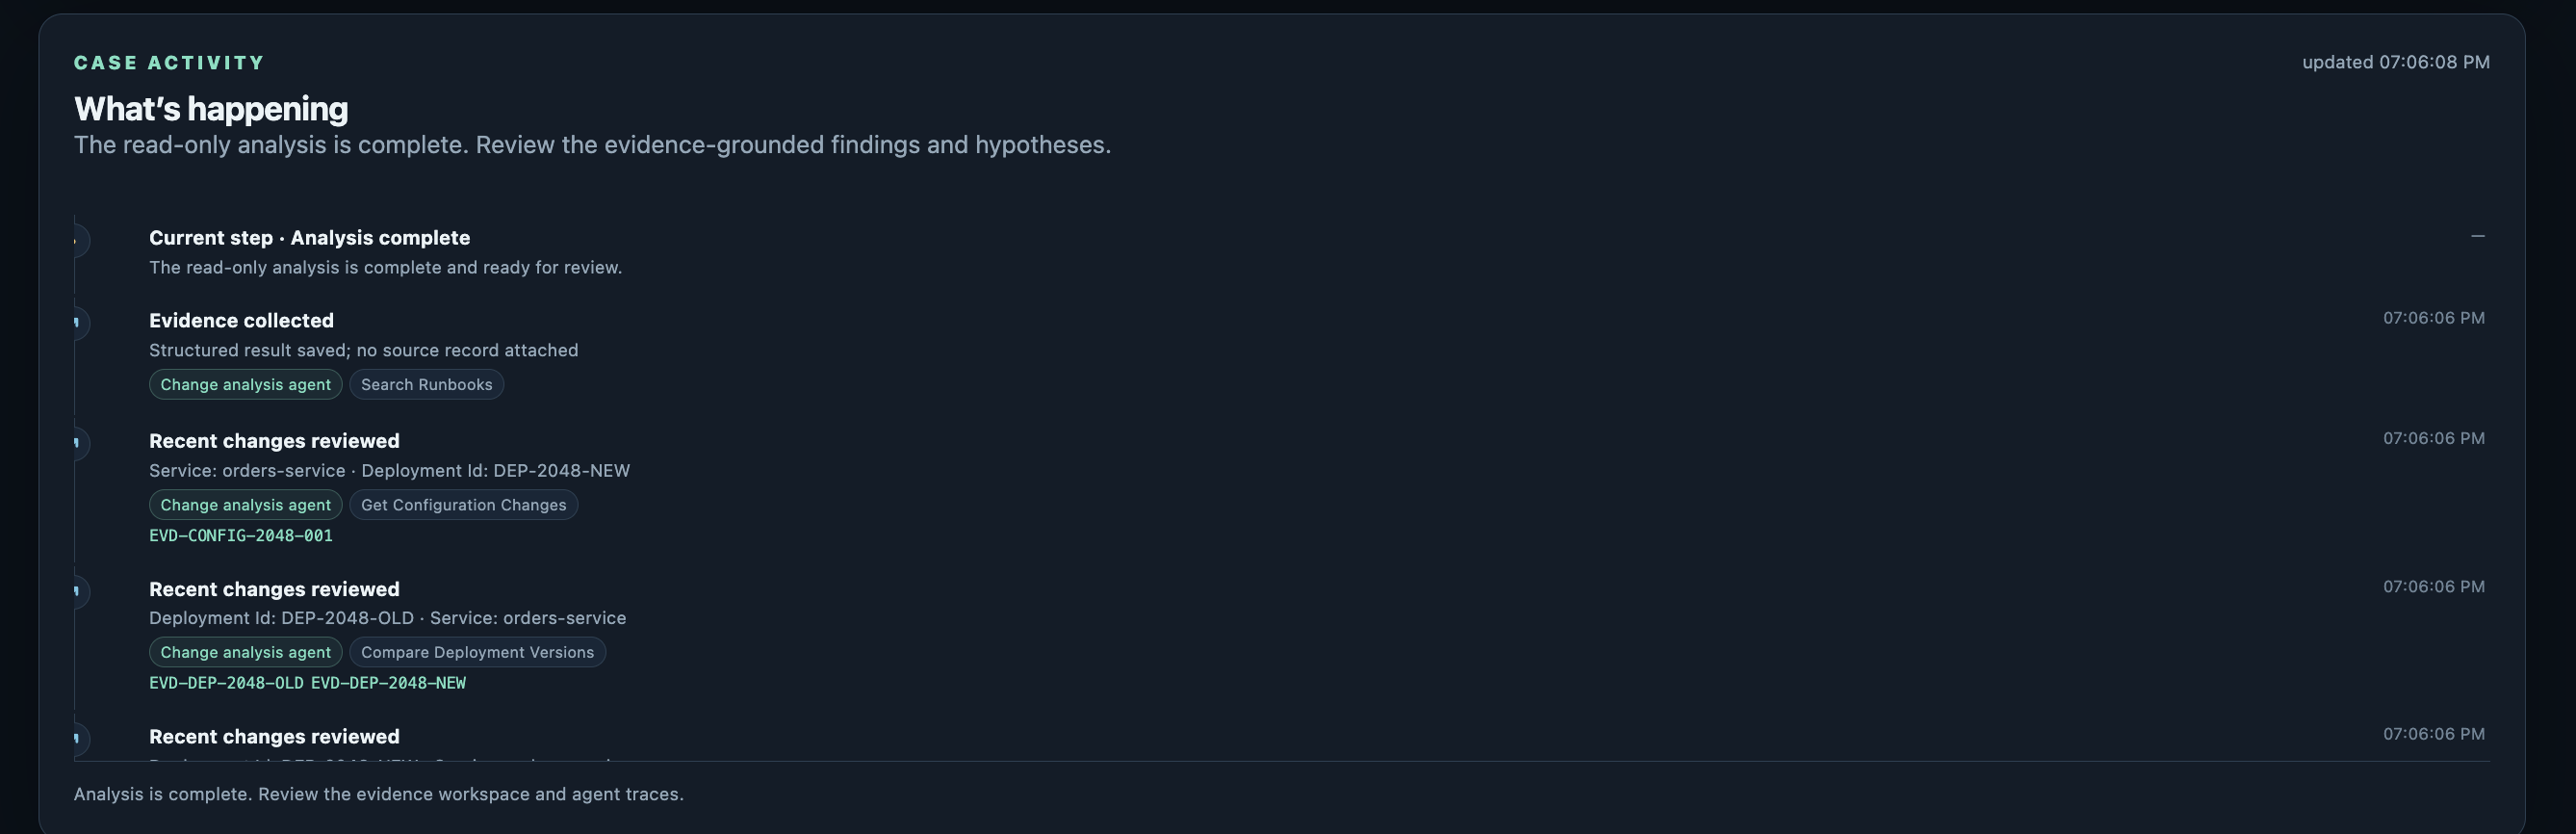 CASE ACTIVITY
updated 07:06:08 PM
What's happening
The read-only analysis is complete. Review the evidence-grounded findings and hypotheses.
Current step · Analysis complete
—
The read-only analysis is complete and ready for review.
Evidence collected
07:06:06 PM
Structured result saved; no source record attached
Change analysis agent Search Runbooks
Recent changes reviewed
07:06:06 PM
Service: orders-service · Deployment Id: DEP-2048-NEW
Change analysis agent Get Configuration Changes
EVD-CONFIG-2048-001
Recent changes reviewed
07:06:06 PM
Deployment Id: DEP-2048-OLD · Service: orders-service
Change analysis agent Compare Deployment Versions
EVD-DEP-2048-OLD EVD-DEP-2048-NEW
Recent changes reviewed
07:06:06 PM
Analysis is complete. Review the evidence workspace and agent traces.